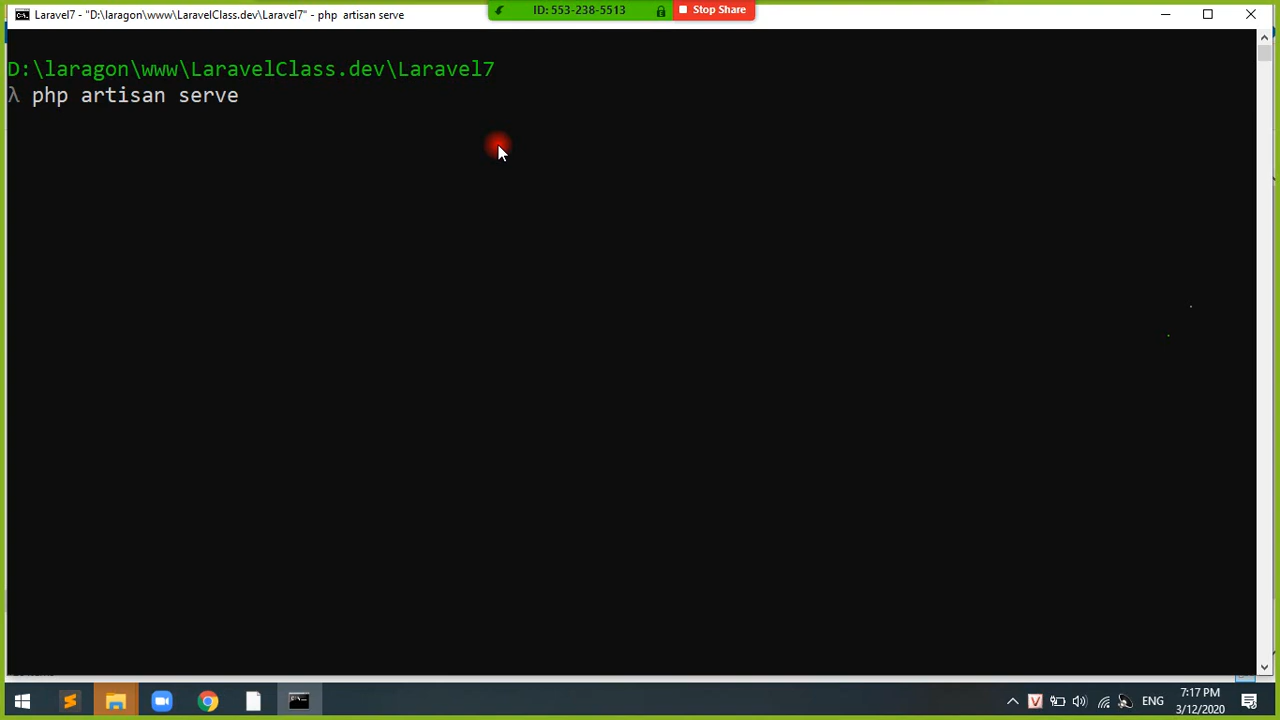 Laravel7 - "D:\laragon\www\LaravelClass.dev\Laravel7" - php  artisan serve
ID: 553-238-5513
Stop Share
D:\laragon\www\LaravelClass.dev\Laravel7
λ php artisan serve
ENG
7:17 PM
3/12/2020